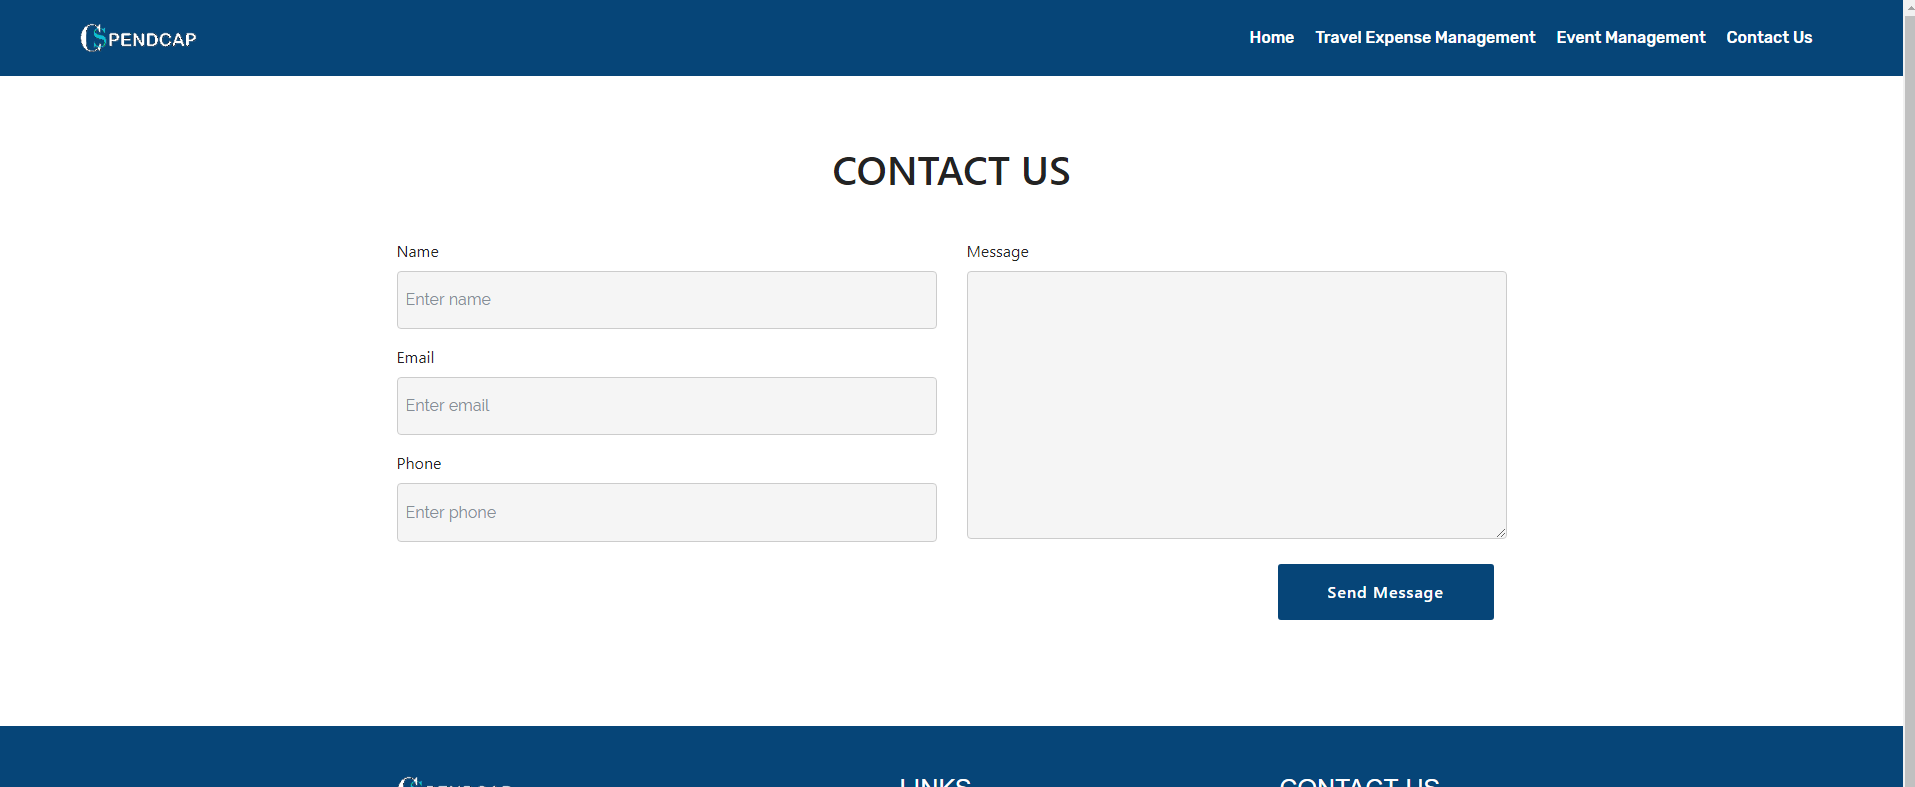 SPENDCAP
Home Travel Expense Management Event Management Contact Us
CONTACT US
Name
Enter name
Email
Enter email
Phone
Enter phone
Message
Send Message
SPENDCAP
LINKS
CONTACT US